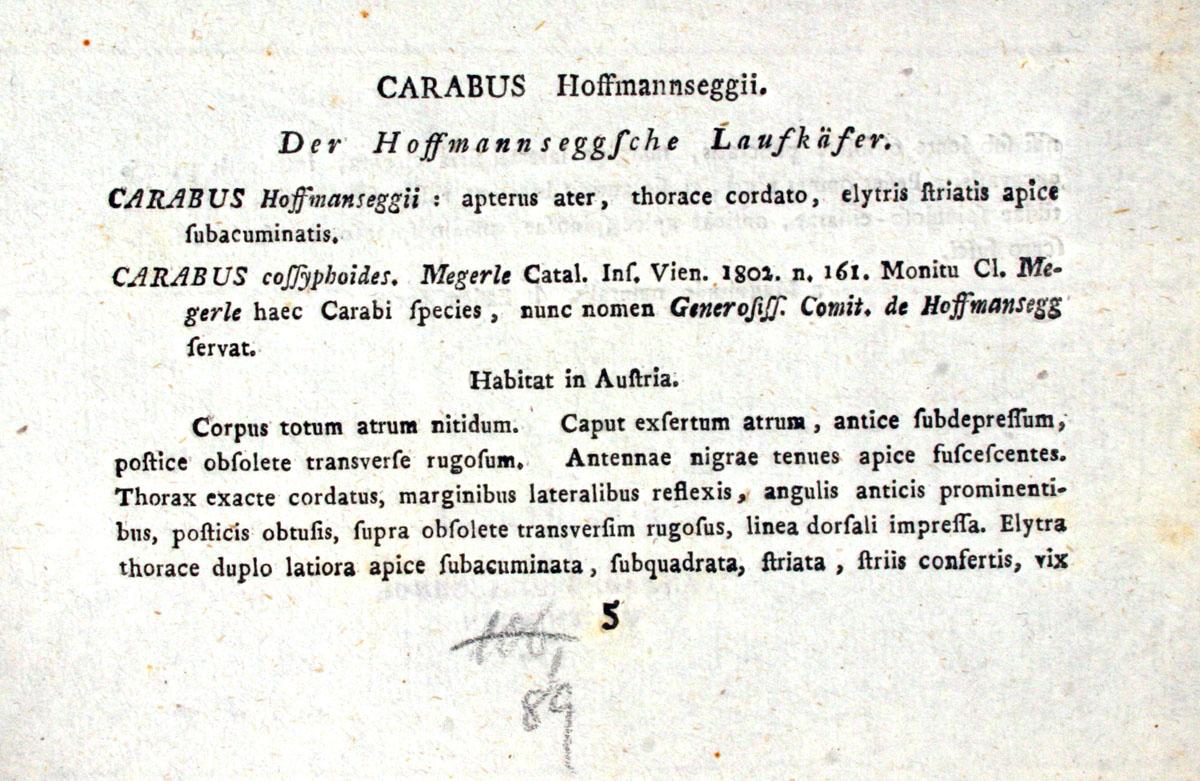 CARABUS Hoffmannseggii.
Der Hoffmannseggſche Laufkäfer.
CARABUS Hoffmanseggii : apterus ater, thorace cordato, elytris ſtriatis apice
ſubacuminatis.
CARABUS coſſyphoides. Megerle Catal. Inſ. Vien. 1802. n. 161. Monitu Cl. Me-
gerle haec Carabi ſpecies, nunc nomen Generoſiſſ. Comit. de Hoffmansegg
ſervat.
Habitat in Auſtria.
Corpus totum atrum nitidum. Caput exſertum atrum, antice ſubdepreſſum,
poſtice obſolete transverſe rugoſum. Antennae nigrae tenues apice fuſceſcentes.
Thorax exacte cordatus, marginibus lateralibus reflexis, angulis anticis prominenti-
bus, poſticis obtuſis, ſupra obſolete transverſim rugoſus, linea dorſali impreſſa. Elytra
thorace duplo latiora apice ſubacuminata, ſubquadrata, ſtriata, ſtriis confertis, vix
5
89